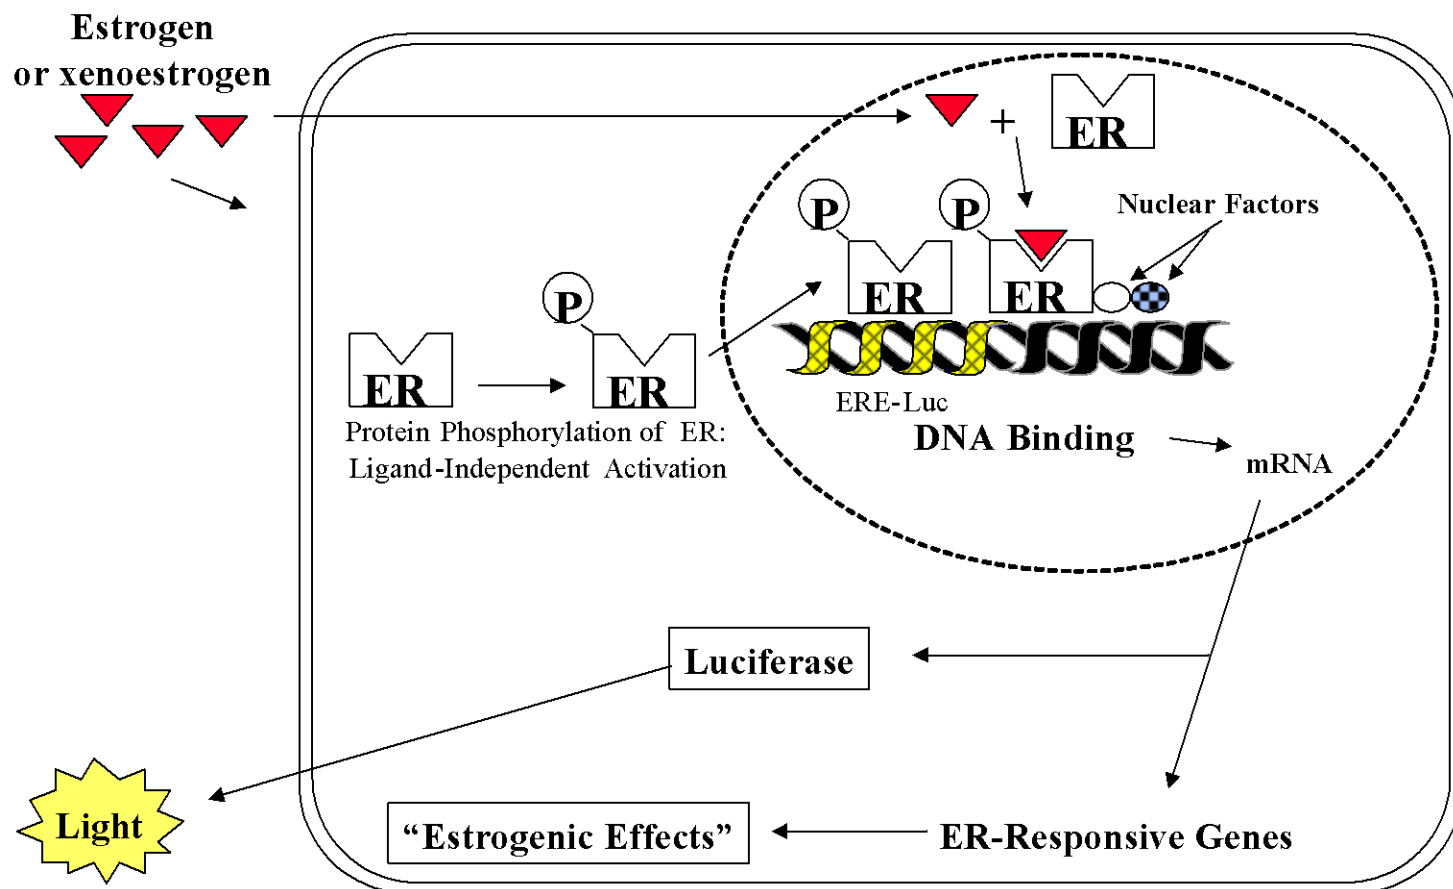 Estrogen
or xenoestrogen
+
ER
P
P
Nuclear Factors
ER
ER
P
ER
ER
ERE-Luc
Protein Phosphorylation of ER:
Ligand-Independent Activation
DNA Binding
mRNA
Luciferase
Light
“Estrogenic Effects”
ER-Responsive Genes